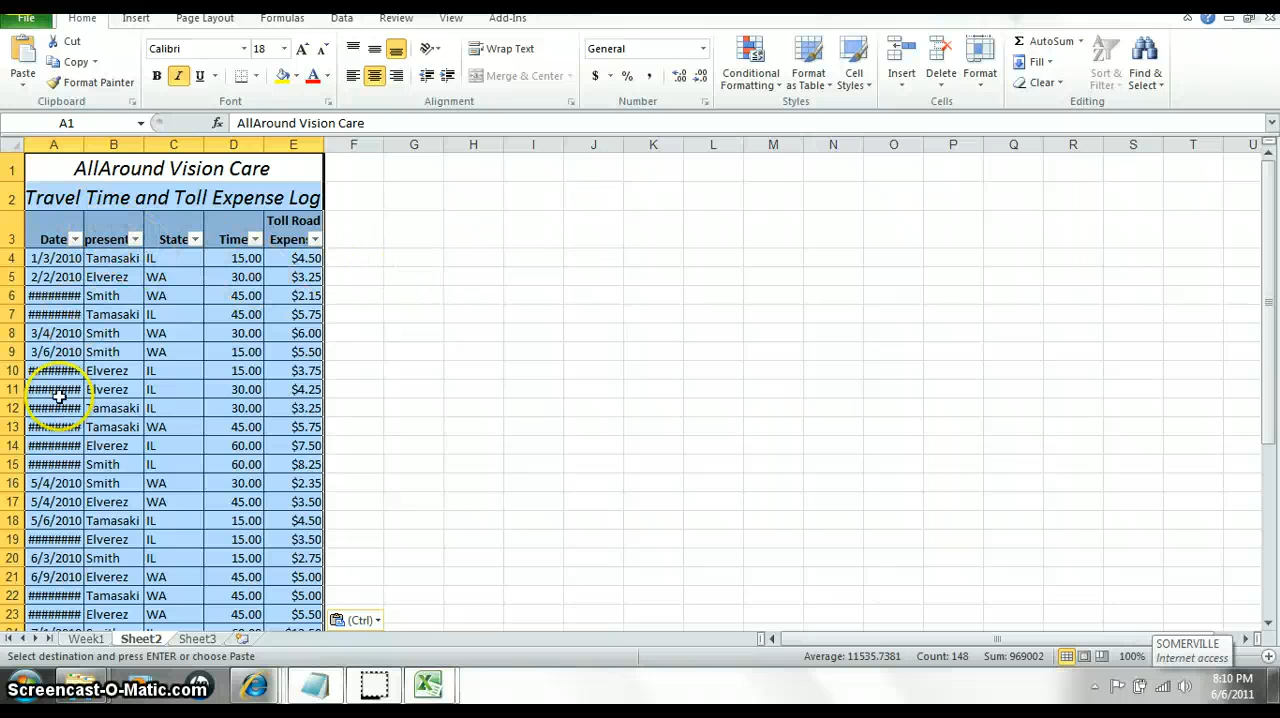 File Home Insert Page Layout Formulas Data Review View Add-Ins
Cut
Calibri 18 Wrap Text General AutoSum
Copy Fill
Paste Format Painter B I U Merge & Center $ % , Conditional Formatting Format as Table Cell Styles Insert Delete Format Clear Sort & Filter Find & Select
Clipboard Font Alignment Number Styles Cells Editing
A1 fx AllAround Vision Care
A B C D E F G H I J K L M N O P Q R S T U
1 AllAround Vision Care
2 Travel Time and Toll Expense Log
Toll Road
3 Date present State Time Expens
4 1/3/2010 Tamasaki IL 15.00 $4.50
5 2/2/2010 Elverez WA 30.00 $3.25
6 ######## Smith WA 45.00 $2.15
7 ######## Tamasaki IL 45.00 $5.75
8 3/4/2010 Smith WA 30.00 $6.00
9 3/6/2010 Smith WA 15.00 $5.50
10 ######## Elverez IL 15.00 $3.75
11 ######## Elverez IL 30.00 $4.25
12 ######## Tamasaki IL 30.00 $3.25
13 ######## Tamasaki WA 45.00 $5.75
14 ######## Elverez IL 60.00 $7.50
15 ######## Smith IL 60.00 $8.25
16 5/4/2010 Smith WA 30.00 $2.35
17 5/4/2010 Elverez WA 45.00 $3.50
18 5/6/2010 Tamasaki IL 15.00 $4.50
19 ######## Elverez IL 15.00 $3.50
20 6/3/2010 Smith IL 15.00 $2.75
21 6/9/2010 Elverez WA 45.00 $5.00
22 ######## Tamasaki WA 45.00 $5.00
23 ######## Elverez WA 45.00 $5.50
(Ctrl)
Week1 Sheet2 Sheet3
SOMERVILLE
Internet access
Select destination and press ENTER or choose Paste Average: 11535.7381 Count: 148 Sum: 969002 100%
8:10 PM
Screencast-O-Matic.com
6/6/2011